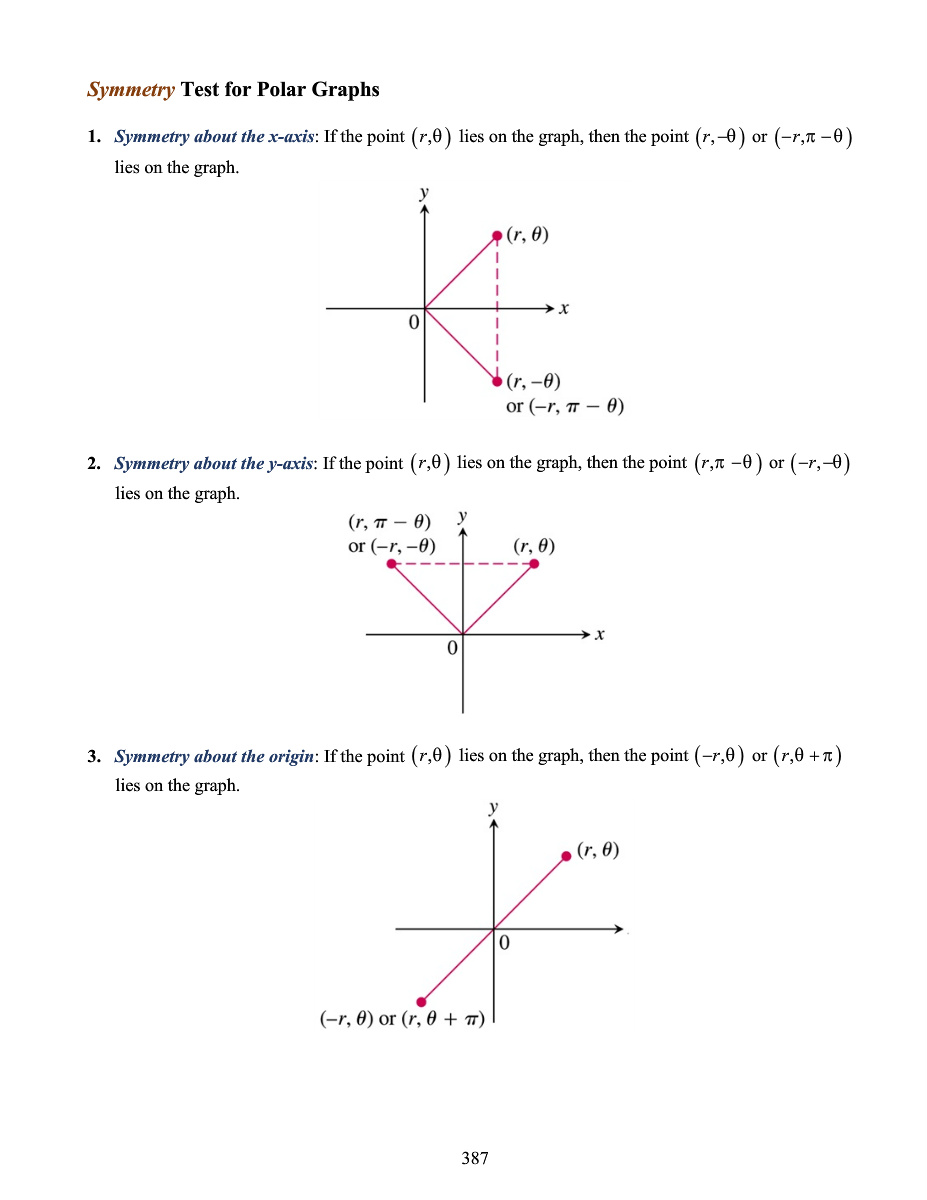 Symmetry Test for Polar Graphs
1. Symmetry about the x-axis: If the point (r,θ) lies on the graph, then the point (r,−θ) or (−r,π −θ)
lies on the graph.
y
(r, θ)
x
0
(r, −θ)
or (−r, π − θ)
2. Symmetry about the y-axis: If the point (r,θ) lies on the graph, then the point (r,π −θ) or (−r,−θ)
lies on the graph.
(r, π − θ) y
or (−r, −θ) (r, θ)
x
0
3. Symmetry about the origin: If the point (r,θ) lies on the graph, then the point (−r,θ) or (r,θ +π)
lies on the graph.
y
(r, θ)
0
(−r, θ) or (r, θ + π)
387